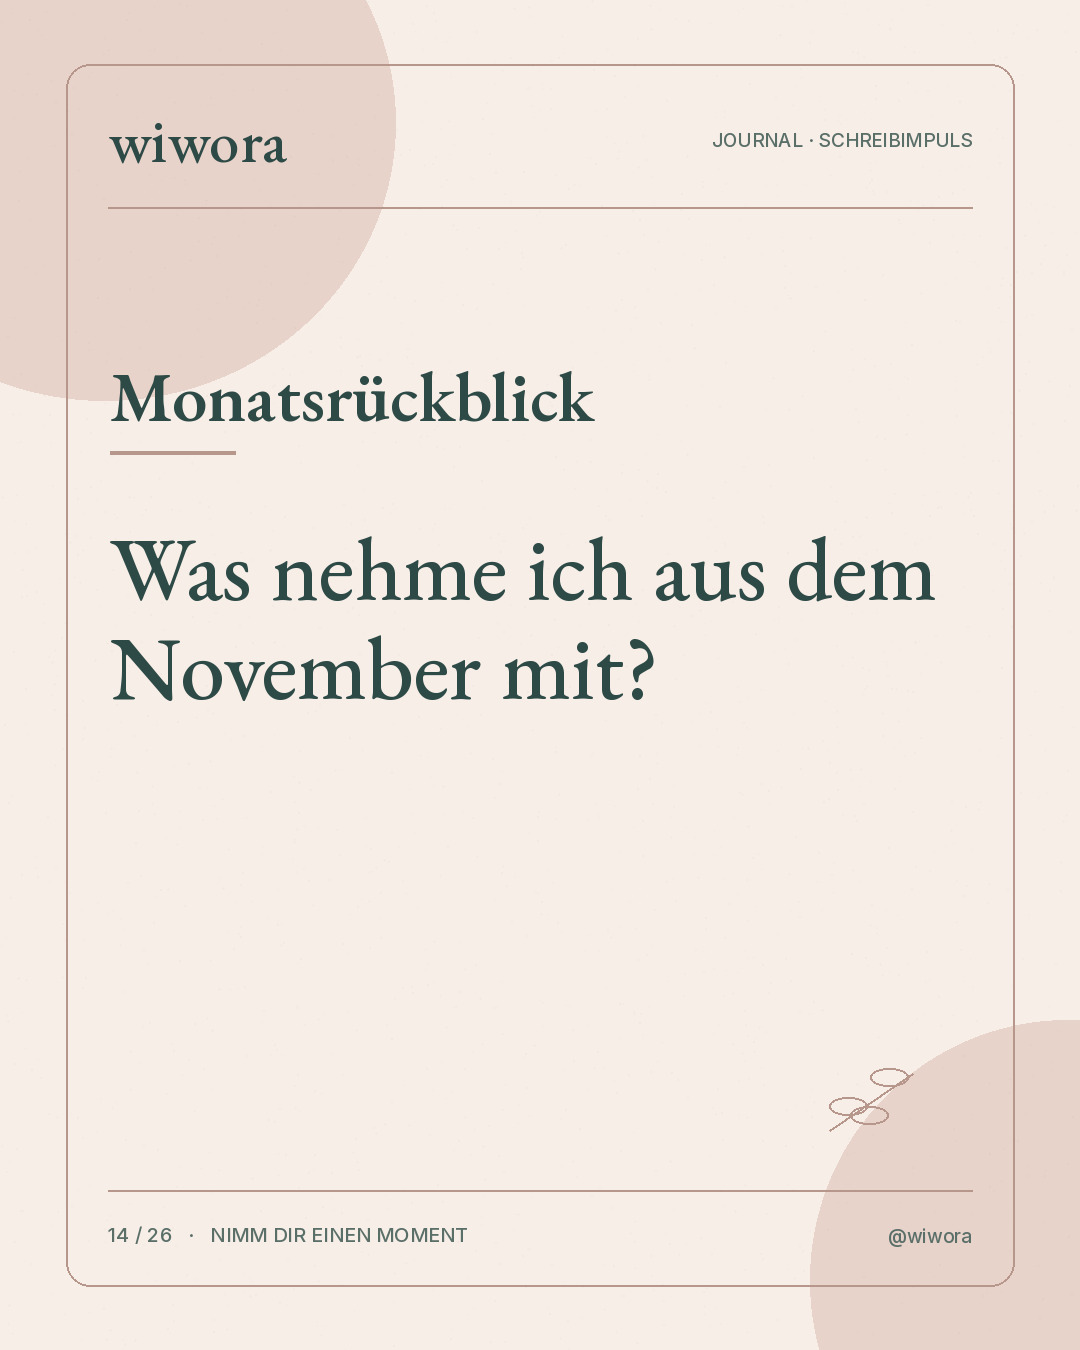 wiwora
JOURNAL · SCHREIBIMPULS
Monatsrückblick
Was nehme ich aus dem
November mit?
14 / 26 · NIMM DIR EINEN MOMENT
@wiwora